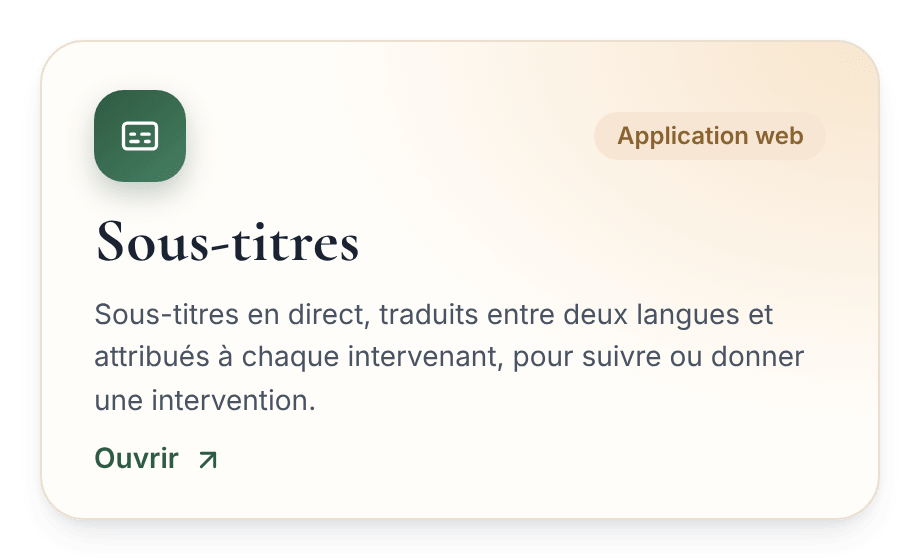 Application web
Sous-titres
Sous-titres en direct, traduits entre deux langues et
attribués à chaque intervenant, pour suivre ou donner
une intervention.
Ouvrir